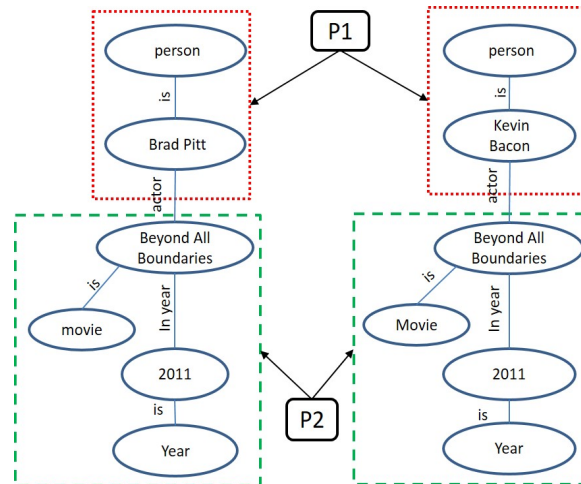 person
is
Brad Pitt
actor
Beyond All
Boundaries
is
In year
movie
2011
is
Year
P1
P2
person
is
Kevin
Bacon
actor
Beyond All
Boundaries
is
In year
Movie
2011
is
Year